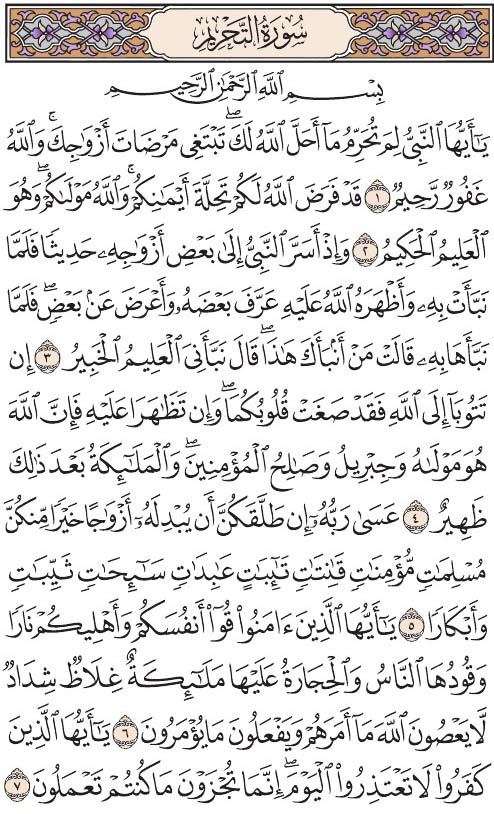 سُورَةُ التَّحْرِيمِ
بِسْمِ اللَّهِ الرَّحْمَٰنِ الرَّحِيمِ
يَٰٓأَيُّهَا ٱلنَّبِىُّ لِمَ تُحَرِّمُ مَآ أَحَلَّ ٱللَّهُ لَكَۖ تَبْتَغِى مَرْضَاتَ أَزْوَٰجِكَۚ وَٱللَّهُ
غَفُورٌ رَّحِيمٌ ١ قَدْ فَرَضَ ٱللَّهُ لَكُمْ تَحِلَّةَ أَيْمَٰنِكُمْۚ وَٱللَّهُ مَوْلَىٰكُمْۖ وَهُوَ
ٱلْعَلِيمُ ٱلْحَكِيمُ ٢ وَإِذْ أَسَرَّ ٱلنَّبِىُّ إِلَىٰ بَعْضِ أَزْوَٰجِهِۦ حَدِيثًا فَلَمَّا
نَبَّأَتْ بِهِۦ وَأَظْهَرَهُ ٱللَّهُ عَلَيْهِ عَرَّفَ بَعْضَهُۥ وَأَعْرَضَ عَنۢ بَعْضٍۖ فَلَمَّا
نَبَّأَهَا بِهِۦ قَالَتْ مَنْ أَنۢبَأَكَ هَٰذَاۖ قَالَ نَبَّأَنِىَ ٱلْعَلِيمُ ٱلْخَبِيرُ ٣ إِن
تَتُوبَآ إِلَى ٱللَّهِ فَقَدْ صَغَتْ قُلُوبُكُمَاۖ وَإِن تَظَٰهَرَا عَلَيْهِ فَإِنَّ ٱللَّهَ
هُوَ مَوْلَىٰهُ وَجِبْرِيلُ وَصَٰلِحُ ٱلْمُؤْمِنِينَۖ وَٱلْمَلَٰٓئِكَةُ بَعْدَ ذَٰلِكَ
ظَهِيرٌ ٤ عَسَىٰ رَبُّهُۥٓ إِن طَلَّقَكُنَّ أَن يُبْدِلَهُۥٓ أَزْوَٰجًا خَيْرًا مِّنكُنَّ
مُسْلِمَٰتٍ مُّؤْمِنَٰتٍ قَٰنِتَٰتٍ تَٰٓئِبَٰتٍ عَٰبِدَٰتٍ سَٰٓئِحَٰتٍ ثَيِّبَٰتٍ
وَأَبْكَارًا ٥ يَٰٓأَيُّهَا ٱلَّذِينَ ءَامَنُوا۟ قُوٓا۟ أَنفُسَكُمْ وَأَهْلِيكُمْ نَارًا
وَقُودُهَا ٱلنَّاسُ وَٱلْحِجَارَةُ عَلَيْهَا مَلَٰٓئِكَةٌ غِلَاظٌ شِدَادٌ
لَّا يَعْصُونَ ٱللَّهَ مَآ أَمَرَهُمْ وَيَفْعَلُونَ مَا يُؤْمَرُونَ ٦ يَٰٓأَيُّهَا ٱلَّذِينَ
كَفَرُوا۟ لَا تَعْتَذِرُوا۟ ٱلْيَوْمَۖ إِنَّمَا تُجْزَوْنَ مَا كُنتُمْ تَعْمَلُونَ ٧